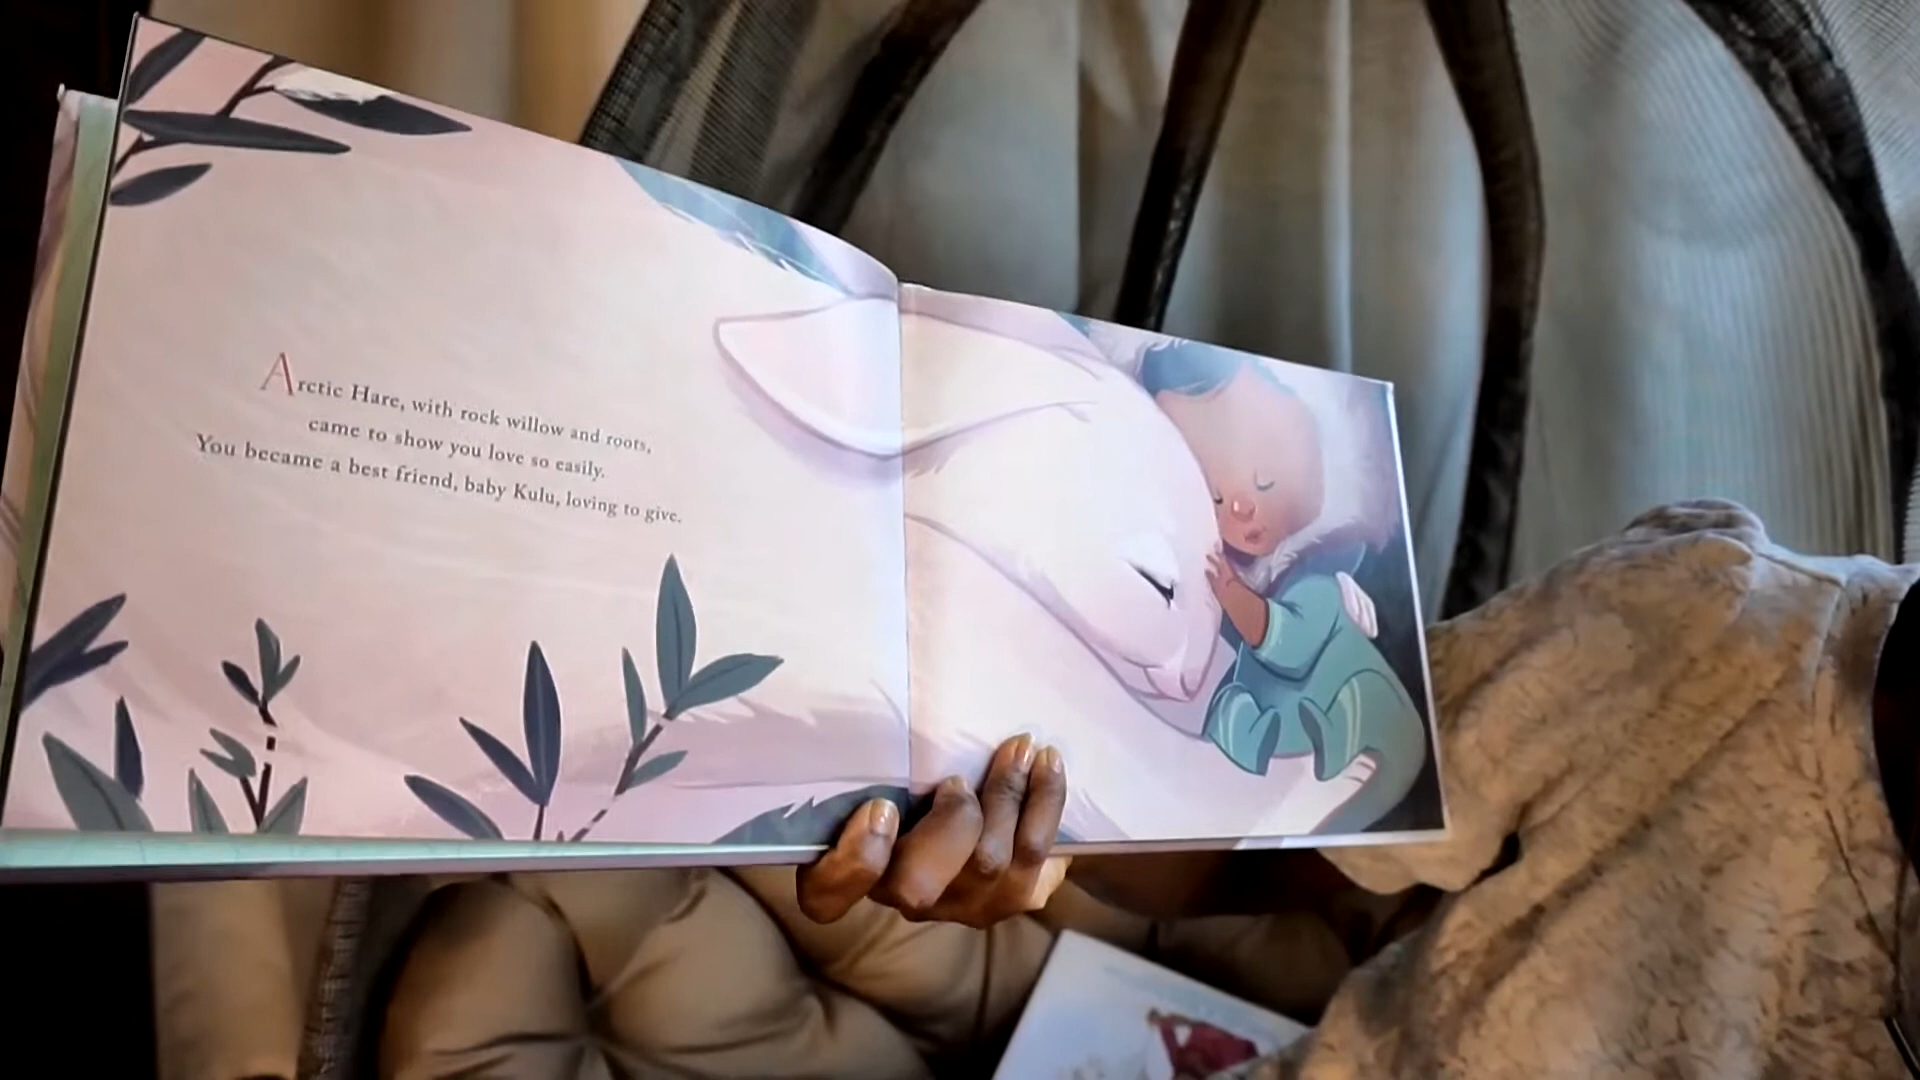 Arctic Hare, with rock willow and roots,
came to show you love so easily.
You became a best friend, baby Kulu, loving to give.